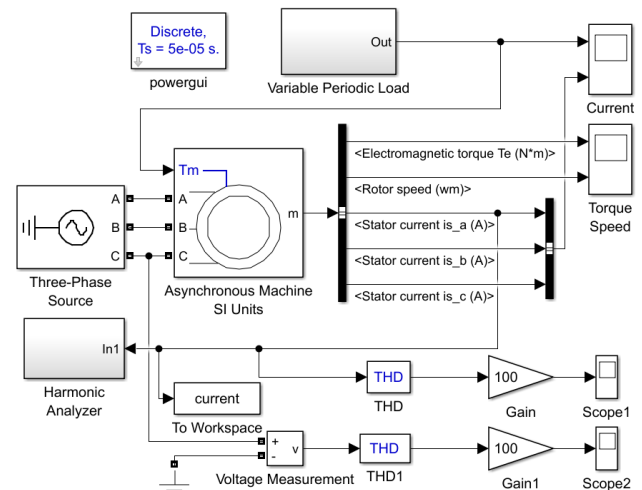 Discrete,
Ts = 5e-05 s.
powergui
Out
Variable Periodic Load
Current
Tm
<Electromagnetic torque Te (N*m)>
<Rotor speed (wm)>
Torque
Speed
A
B
C
A
B
C
m
<Stator current is_a (A)>
<Stator current is_b (A)>
<Stator current is_c (A)>
Three-Phase
Source
Asynchronous Machine
SI Units
In1
Harmonic
Analyzer
current
To Workspace
THD
THD
100
Gain
Scope1
+
-
v
Voltage Measurement
THD
THD1
100
Gain1
Scope2